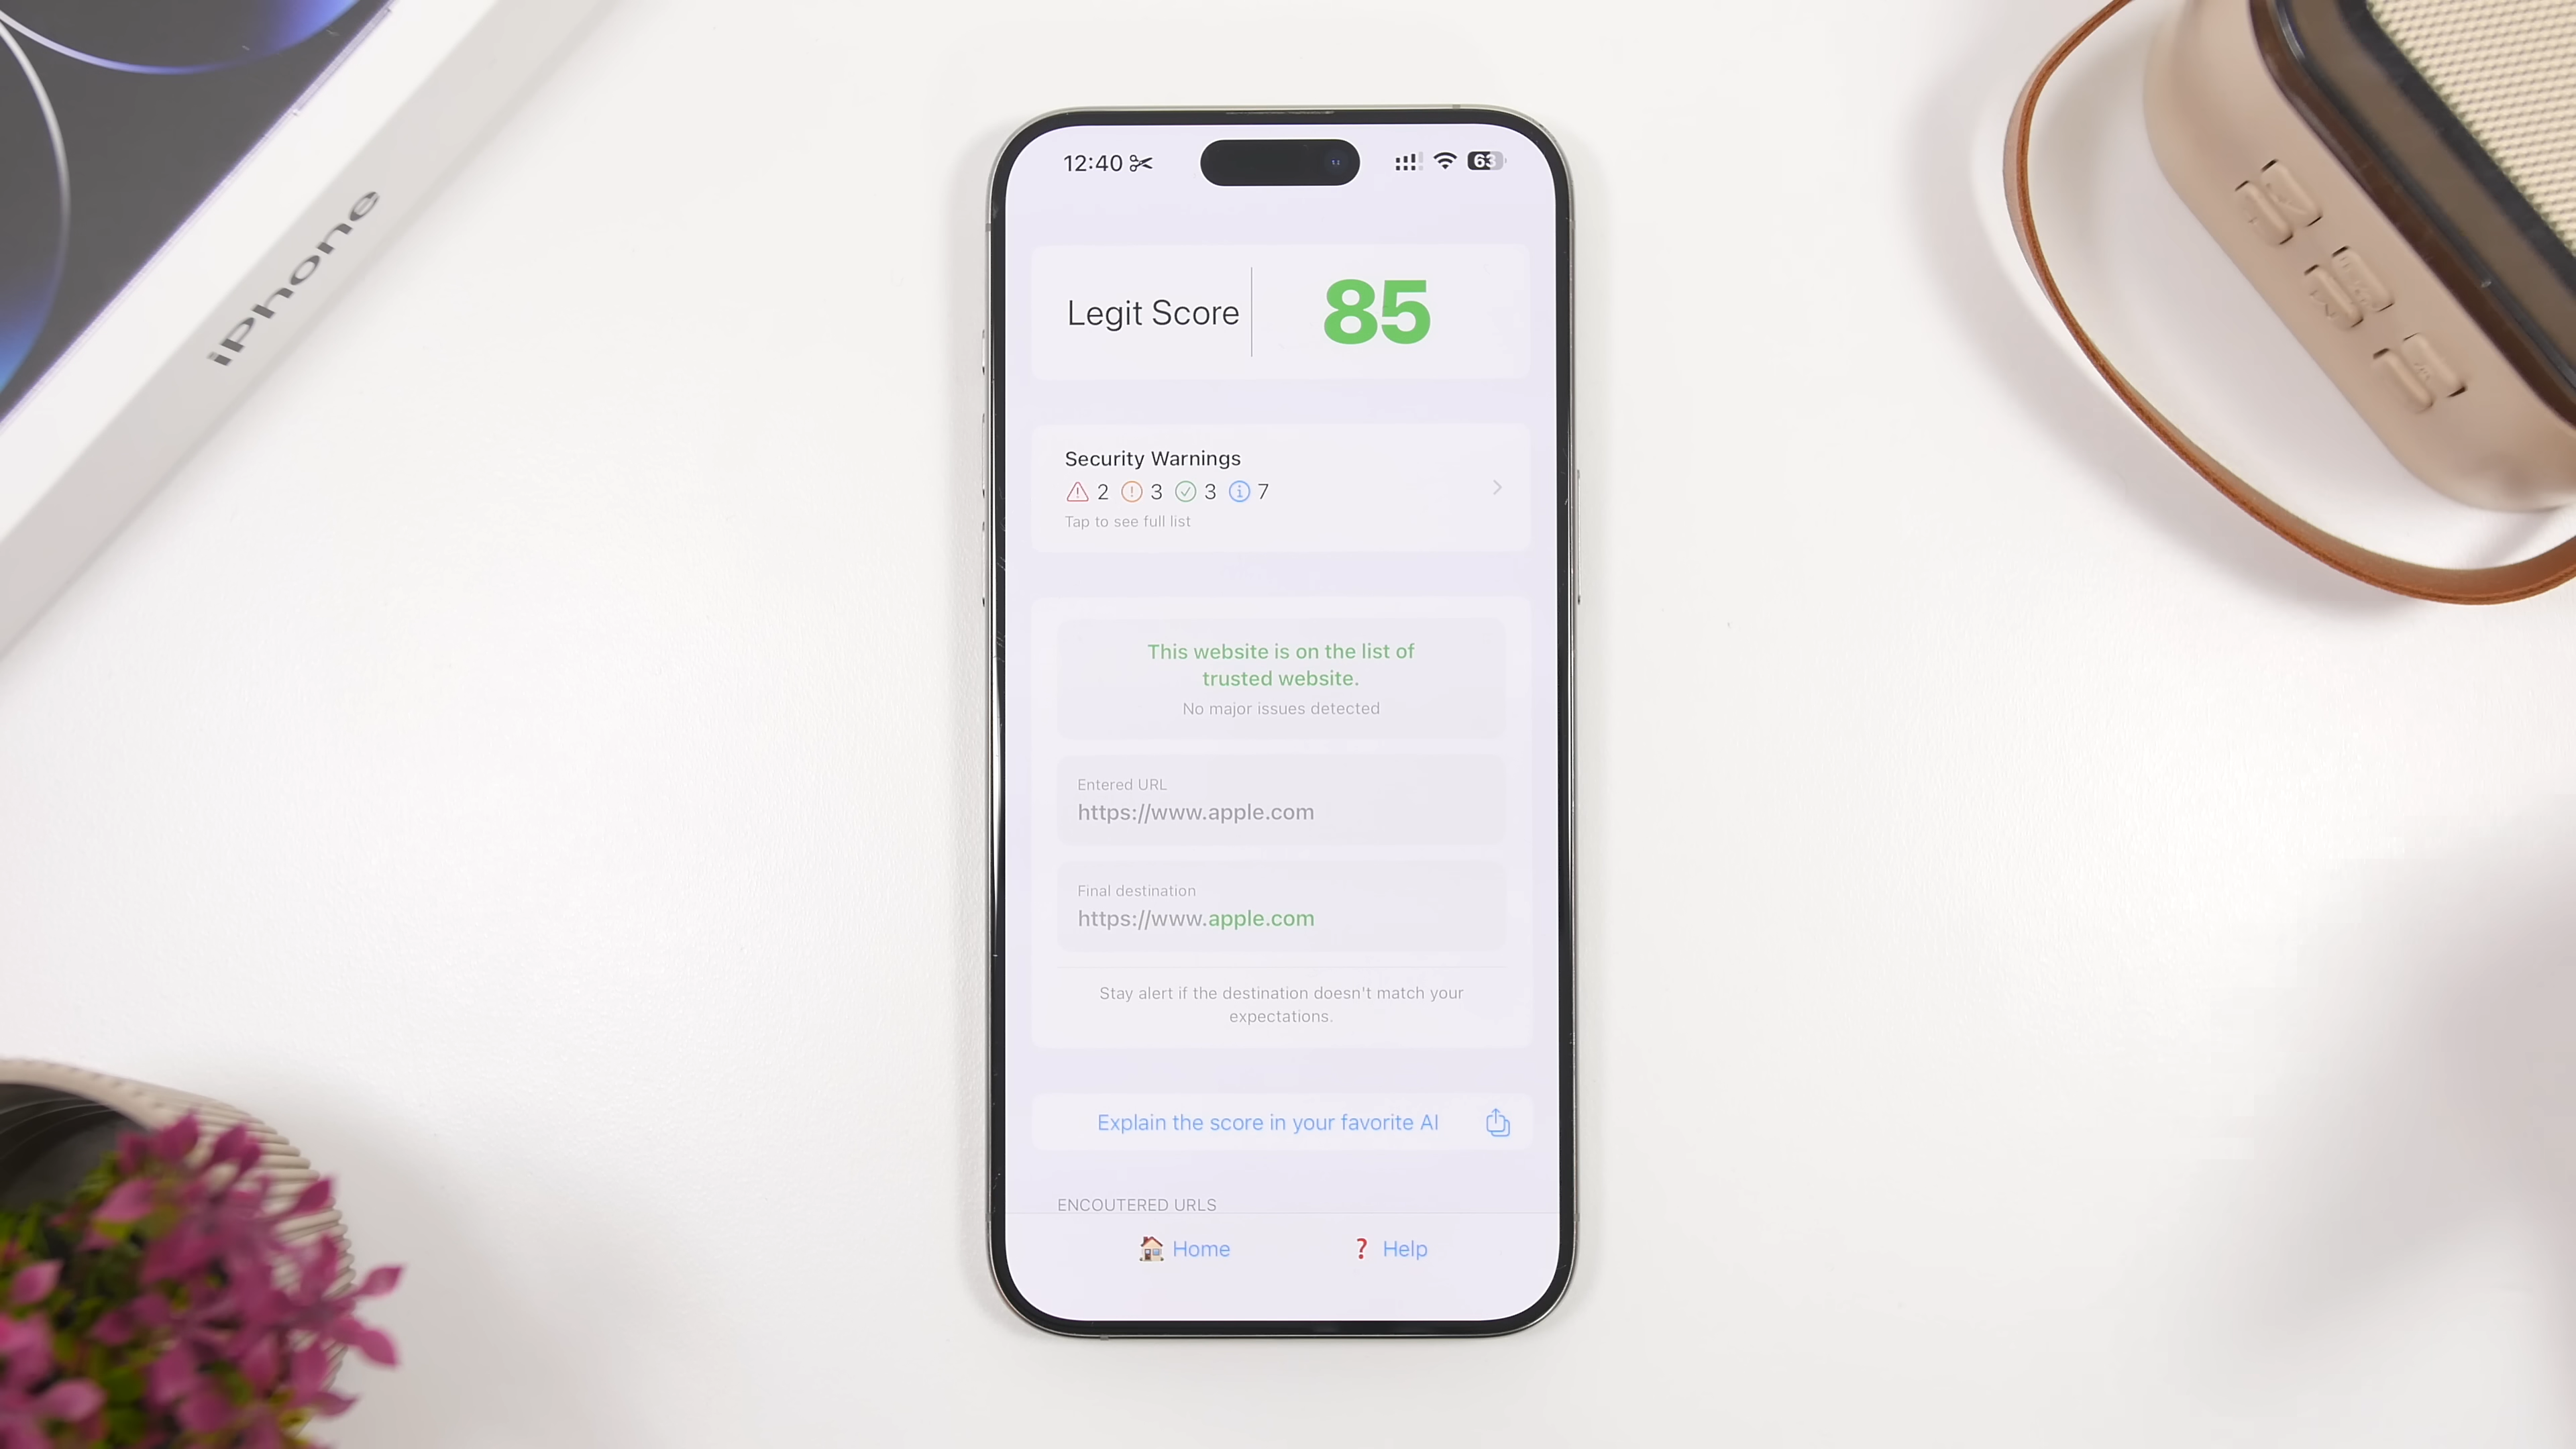 iPhone
12:40
63
Legit Score
85
Security Warnings
2 3 3 7
Tap to see full list
This website is on the list of
trusted website.
No major issues detected
Entered URL
https://www.apple.com
Final destination
https://www.apple.com
Stay alert if the destination doesn't match your
expectations.
Explain the score in your favorite AI
ENCOUTERED URLS
Home
Help